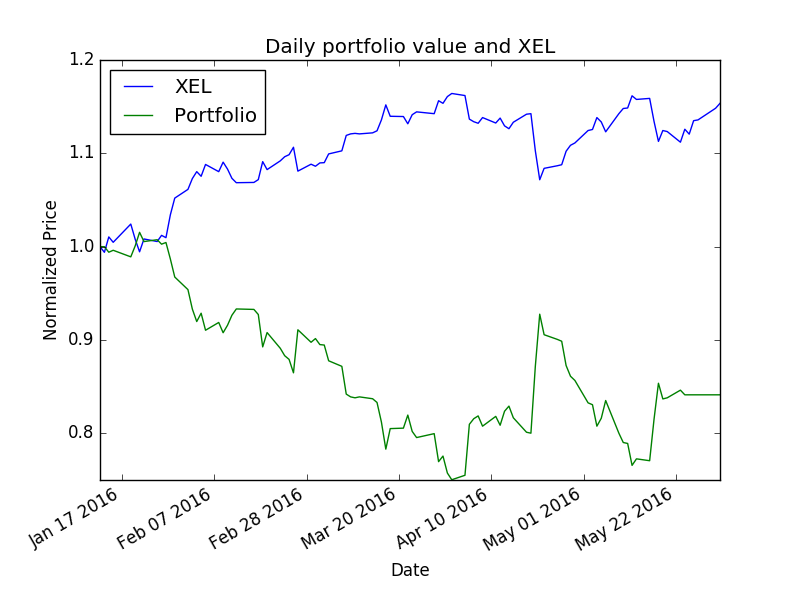 Daily portfolio value and XEL
XEL
Portfolio
1.2
1.1
1.0
0.9
0.8
Normalized Price
Jan 17 2016
Feb 07 2016
Feb 28 2016
Mar 20 2016
Apr 10 2016
May 01 2016
May 22 2016
Date